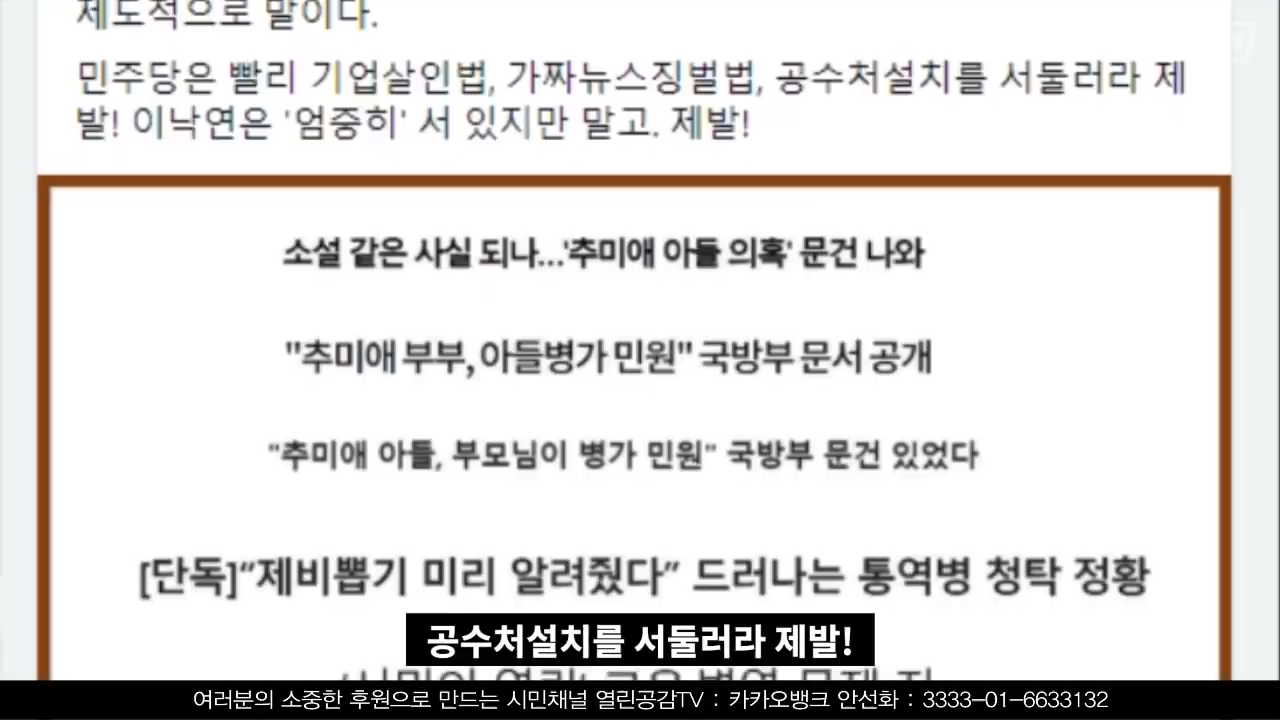 제도적으로 말이다.
민주당은 빨리 기업살인법, 가짜뉴스징벌법, 공수처설치를 서둘러라 제
발! 이낙연은 '엄중히' 서 있지만 말고. 제발!
소설 같은 사실 되나...'추미애 아들 의혹' 문건 나와
"추미애 부부, 아들병가 민원" 국방부 문서 공개
"추미애 아들, 부모님이 병가 민원" 국방부 문건 있었다
[단독]“제비뽑기 미리 알려줬다” 드러나는 통역병 청탁 정황
공수처설치를 서둘러라 제발!
여러분의 소중한 후원으로 만드는 시민채널 열린공감TV : 카카오뱅크 안선화 : 3333-01-6633132